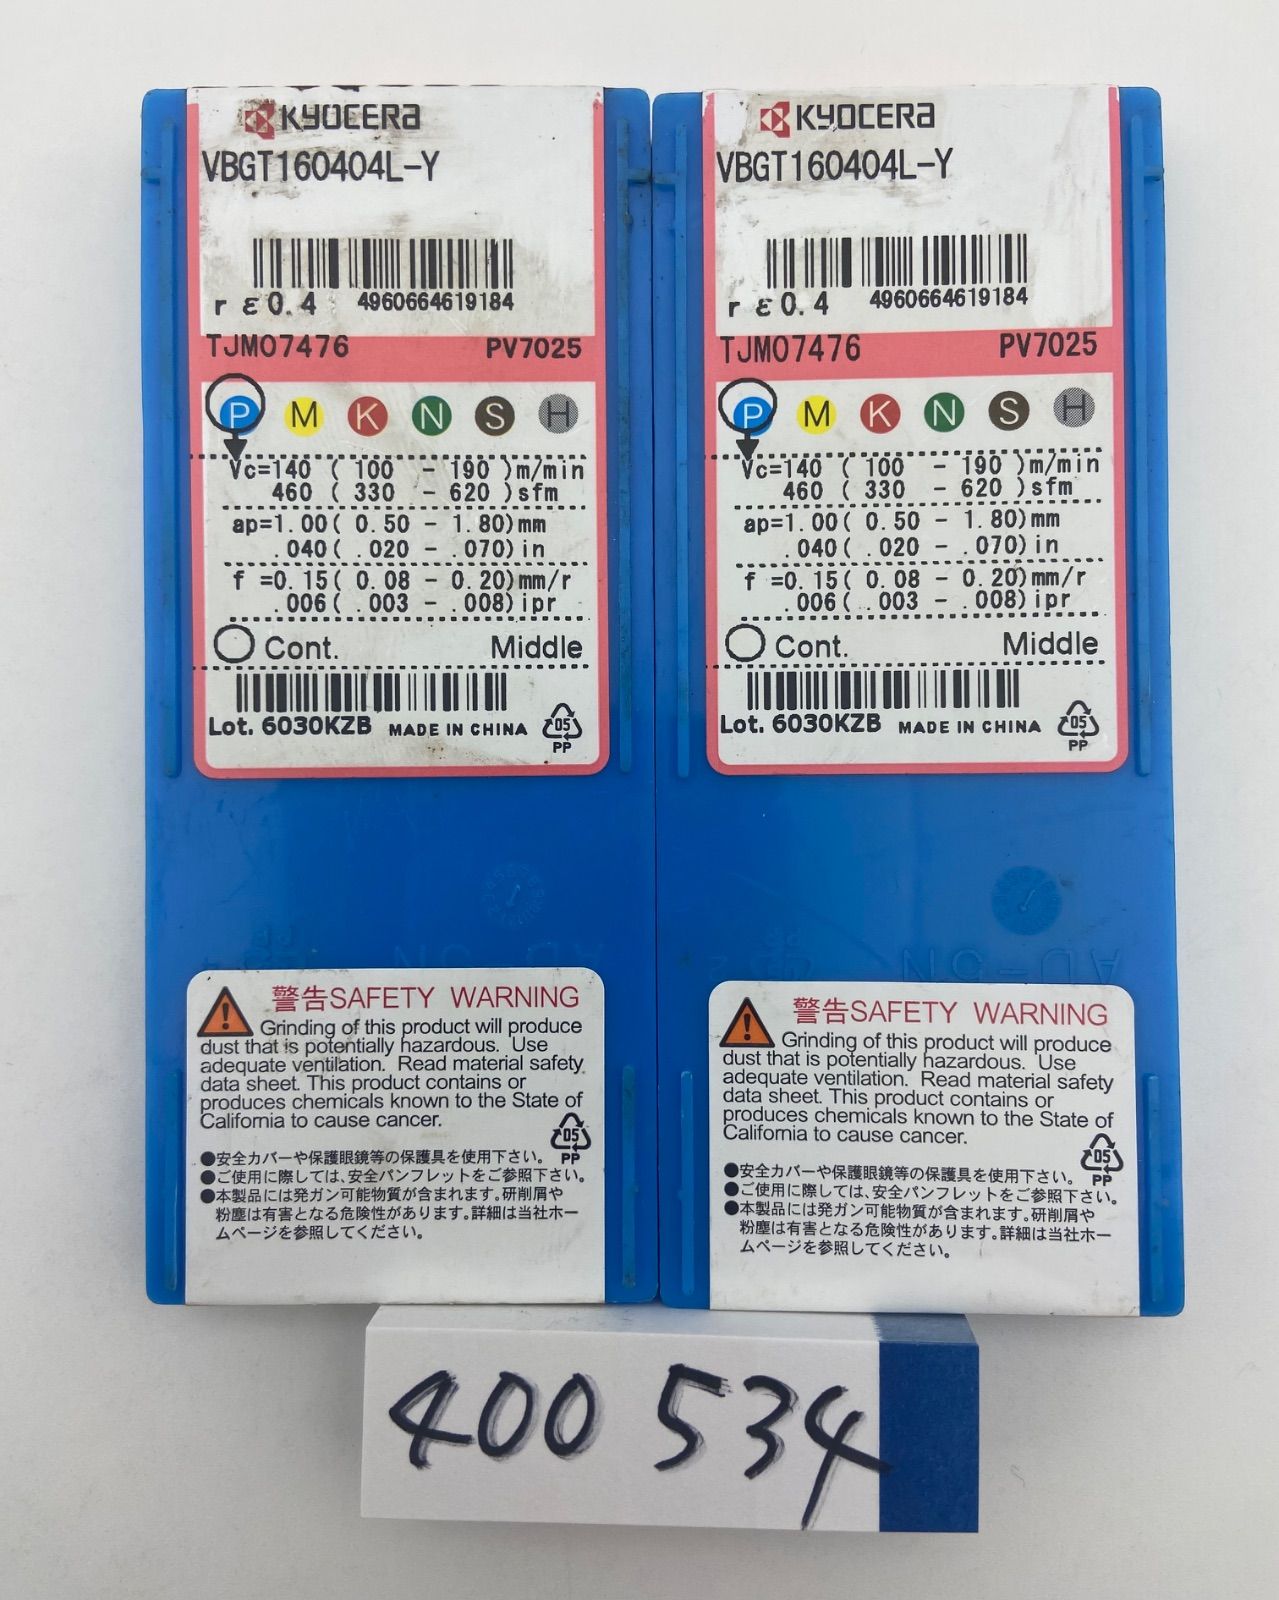 KYOCERA
VBGT160404L-Y
r ε0.4 4960664619184
TJM07476 PV7025
P M K N S H
Vc=140 ( 100 - 190 )m/min
460 ( 330 - 620 )sfm
ap=1.00( 0.50 - 1.80)mm
.040( .020 - .070)in
f =0.15( 0.08 - 0.20)mm/r
.006( .003 - .008)ipr
Cont. Middle
Lot. 6030KZB MADE IN CHINA 05
PP
警告SAFETY WARNING
Grinding of this product will produce
dust that is potentially hazardous. Use
adequate ventilation. Read material safety
data sheet. This product contains or
produces chemicals known to the State of
California to cause cancer.
05
PP
●安全カバーや保護眼鏡等の保護具を使用下さい。
●ご使用に際しては、安全パンフレットをご参照下さい。
●本製品には発ガン可能物質が含まれます。研削屑や
粉塵は有害となる危険性があります。詳細は当社ホー
ムページを参照してください。
KYOCERA
VBGT160404L-Y
r ε0.4 4960664619184
TJM07476 PV7025
P M K N S H
Vc=140 ( 100 - 190 )m/min
460 ( 330 - 620 )sfm
ap=1.00( 0.50 - 1.80)mm
.040( .020 - .070)in
f =0.15( 0.08 - 0.20)mm/r
.006( .003 - .008)ipr
Cont. Middle
Lot. 6030KZB MADE IN CHINA 05
PP
AD-5N
警告SAFETY WARNING
Grinding of this product will produce
dust that is potentially hazardous. Use
adequate ventilation. Read material safety
data sheet. This product contains or
produces chemicals known to the State of
California to cause cancer.
05
PP
●安全カバーや保護眼鏡等の保護具を使用下さい。
●ご使用に際しては、安全パンフレットをご参照下さい。
●本製品には発ガン可能物質が含まれます。研削屑や
粉塵は有害となる危険性があります。詳細は当社ホー
ムページを参照してください。
400 534